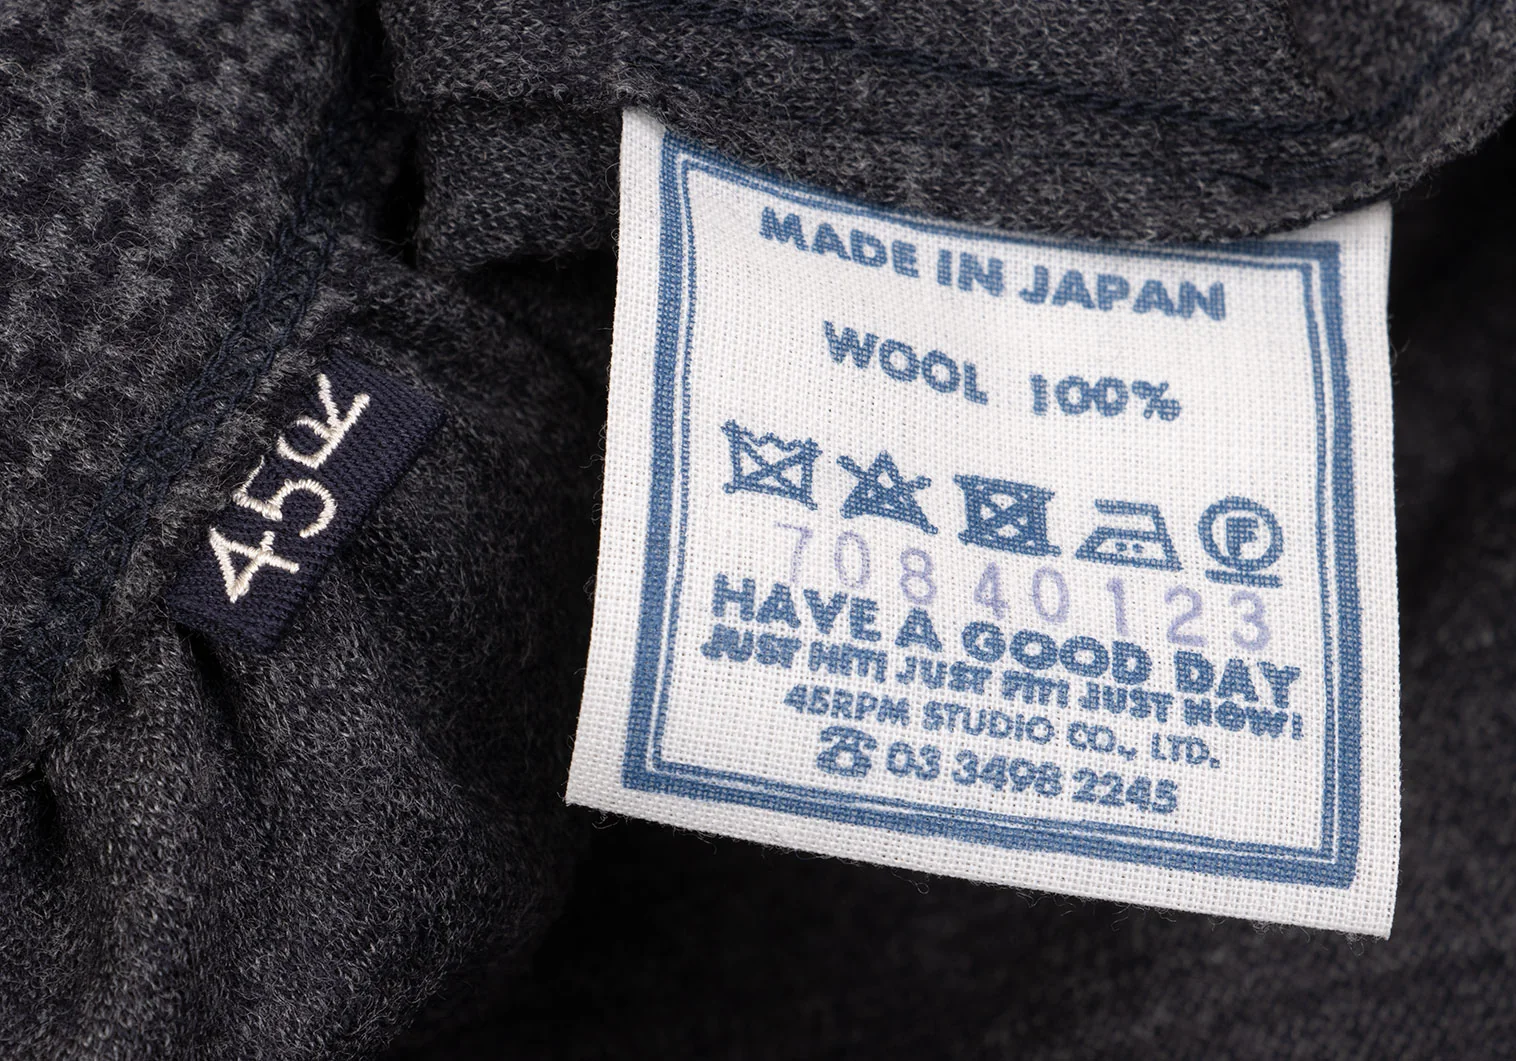 45R
MADE IN JAPAN
WOOL 100%
F
70840123
HAVE A GOOD DAY
JUST HIT! JUST FIT! JUST NOW!
45RPM STUDIO CO., LTD.
☎ 03 3498 2245